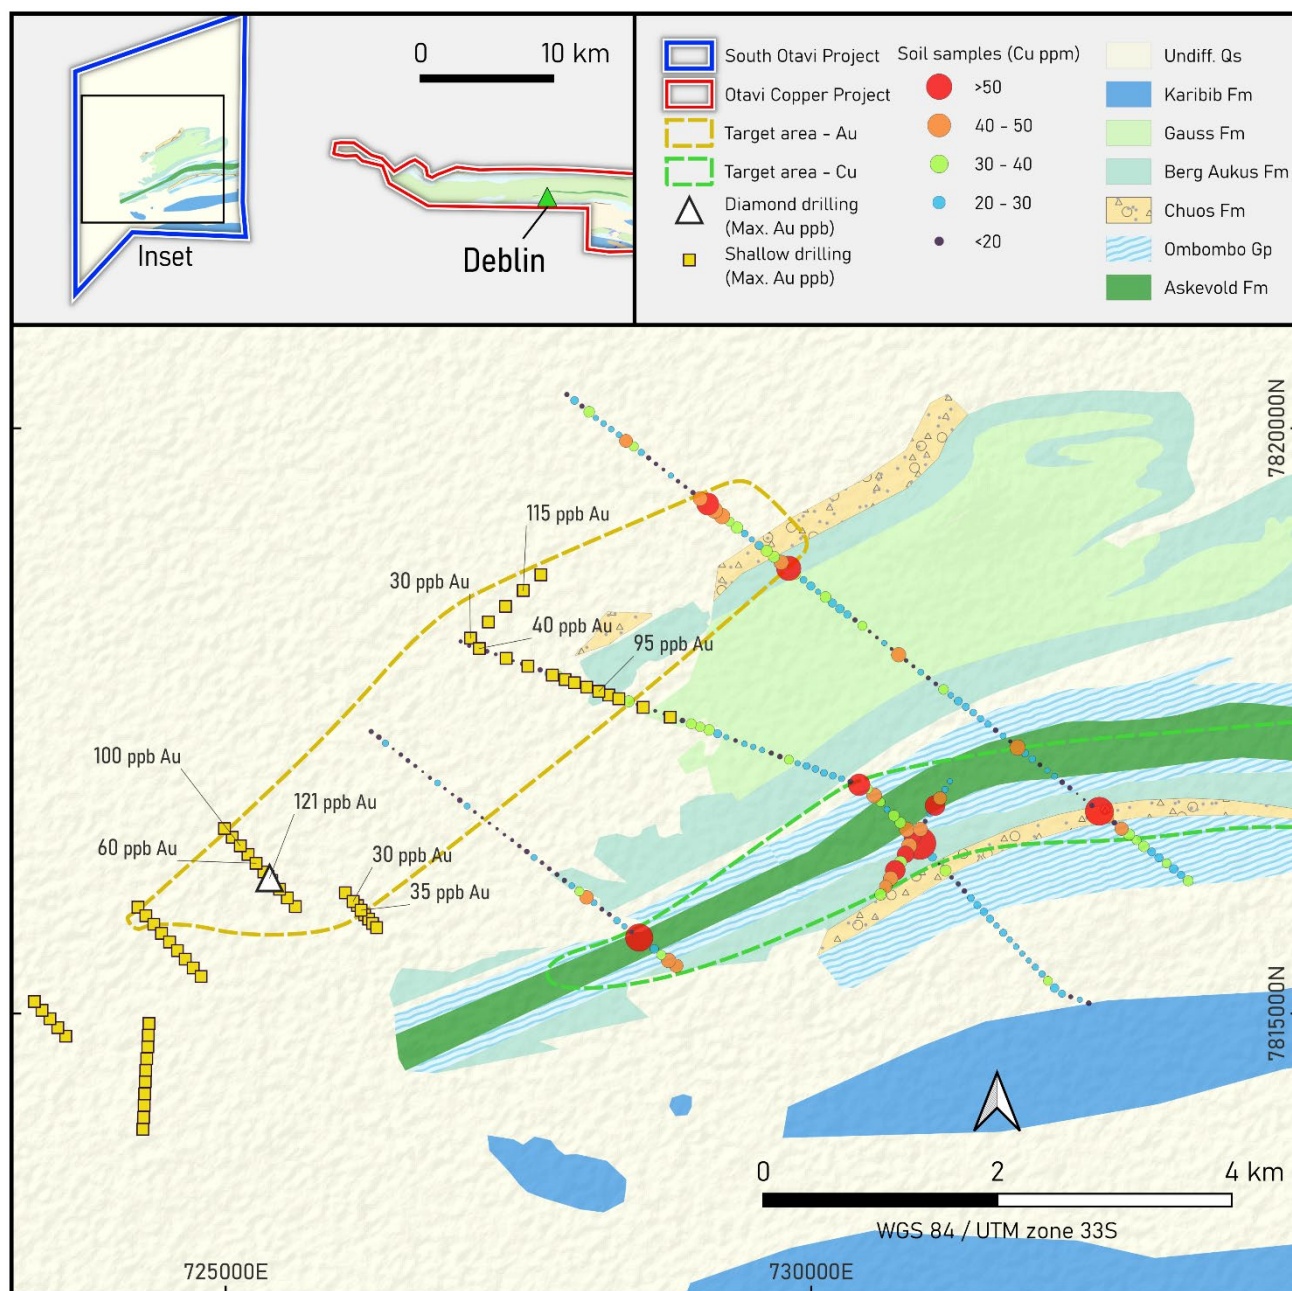 0 10 km
Inset
Deblin
South Otavi Project
Otavi Copper Project
Target area - Au
Target area - Cu
Diamond drilling
(Max. Au ppb)
Shallow drilling
(Max. Au ppb)
Soil samples (Cu ppm)
>50
40 - 50
30 - 40
20 - 30
<20
Undiff. Qs
Karibib Fm
Gauss Fm
Berg Aukus Fm
Chuos Fm
Ombombo Gp
Askevold Fm
7820000N
115 ppb Au
30 ppb Au
40 ppb Au
95 ppb Au
100 ppb Au
121 ppb Au
60 ppb Au
30 ppb Au
35 ppb Au
7815000N
0 2 4 km
WGS 84 / UTM zone 33S
725000E
730000E